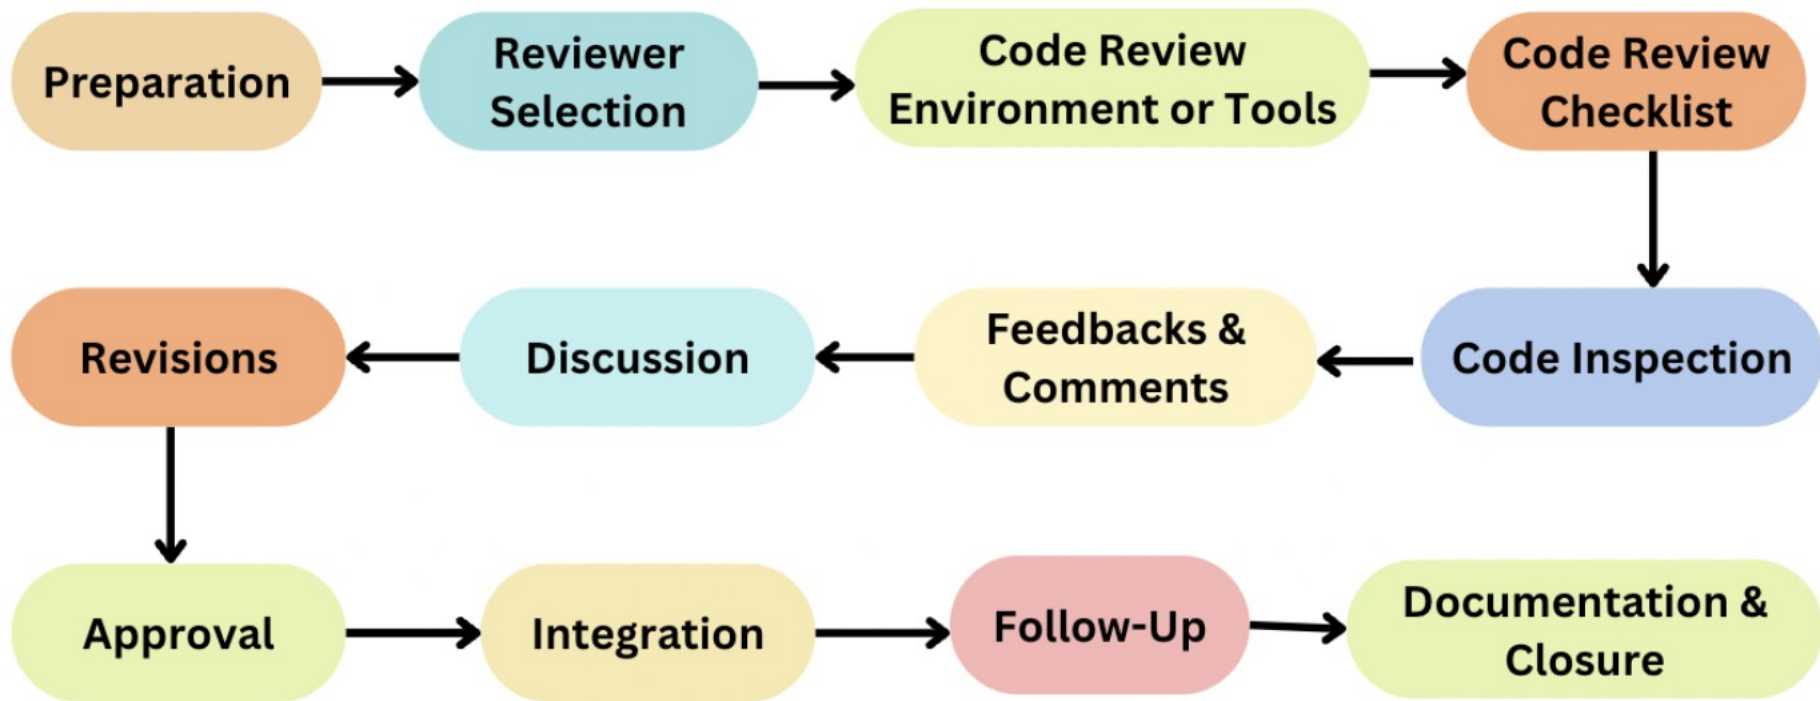 Preparation
Reviewer
Selection
Code Review
Environment or Tools
Code Review
Checklist
Code Inspection
Feedbacks &
Comments
Discussion
Revisions
Approval
Integration
Follow-Up
Documentation &
Closure